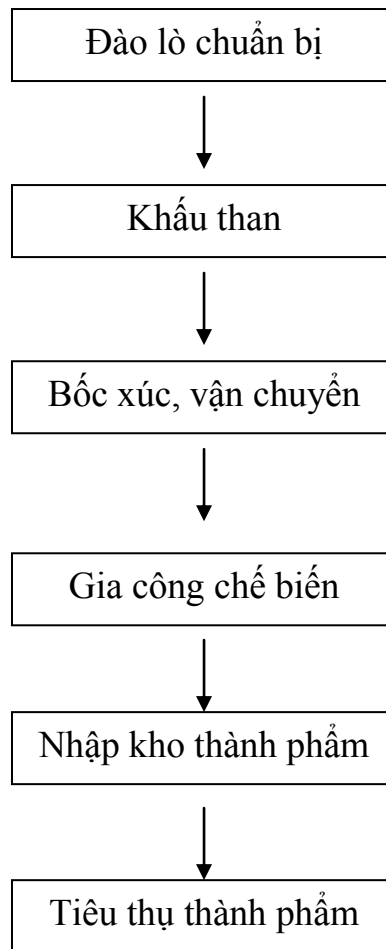 Đào lò chuẩn bị
Khấu than
Bốc xúc, vận chuyển
Gia công chế biến
Nhập kho thành phẩm
Tiêu thụ thành phẩm